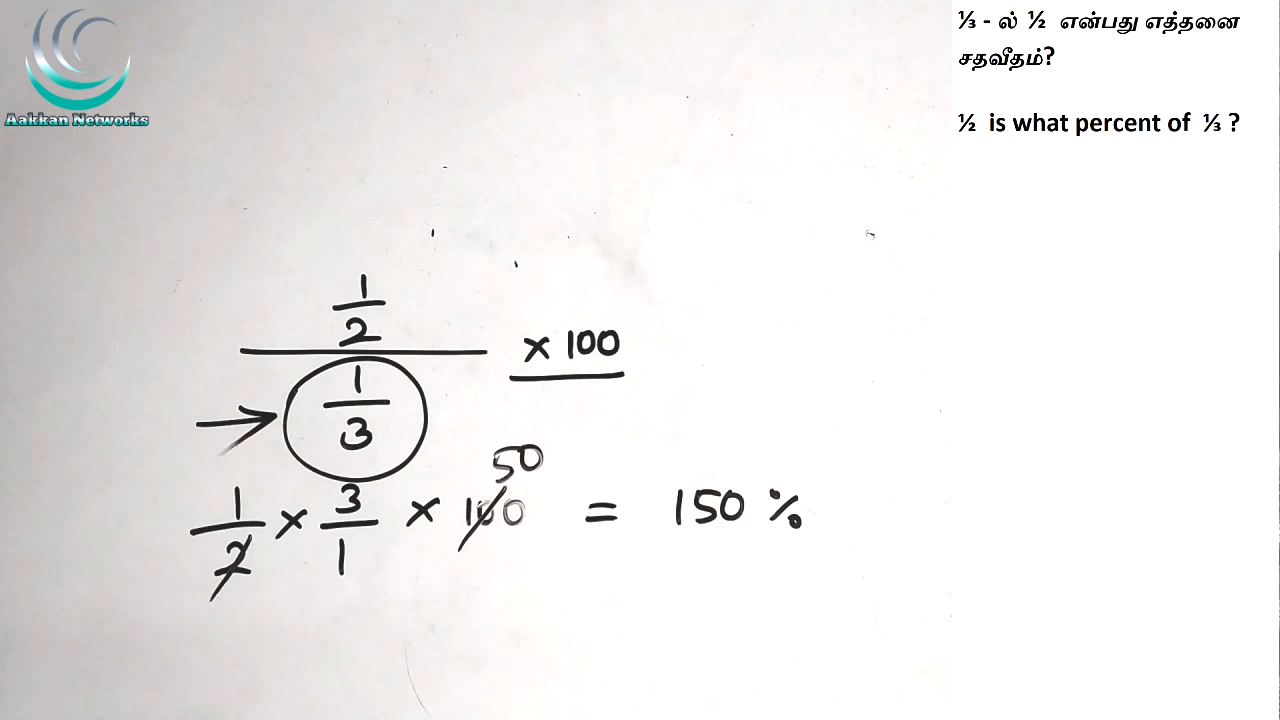 Aakkan Networks
⅓ - ல் ½ என்பது எத்தனை
சதவீதம்?
½ is what percent of ⅓ ?
1
2
× 100
1
3
50
1/2 × 3/1 × 100 = 150 %